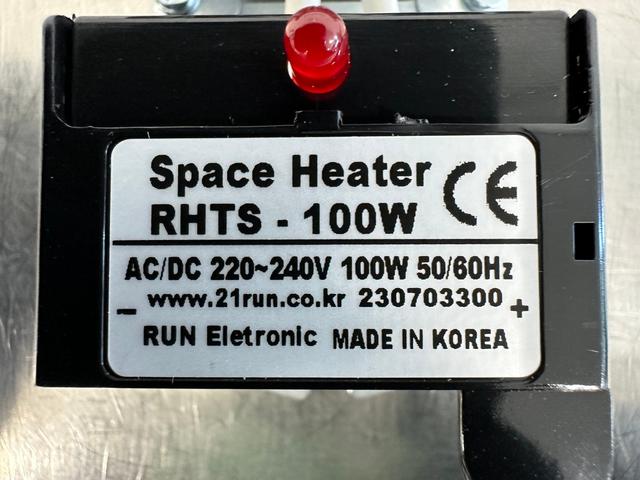 Space Heater CE
RHTS - 100W
AC/DC 220~240V 100W 50/60Hz
www.21run.co.kr 230703300
- +
RUN Eletronic MADE IN KOREA